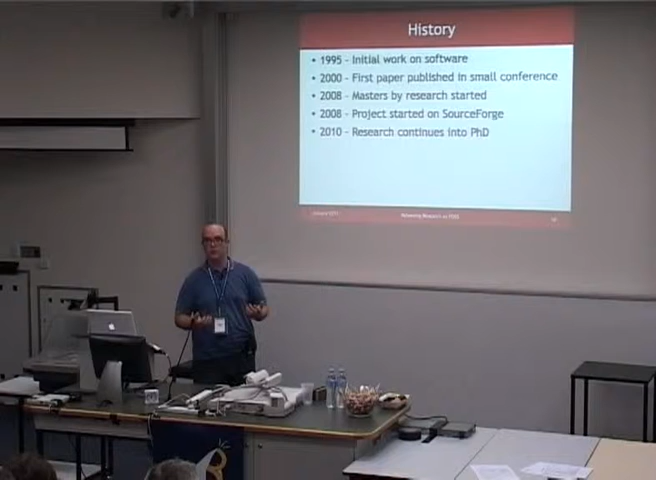 History
• 1995 - Initial work on software
• 2000 - First paper published in small conference
• 2008 - Masters by research started
• 2008 - Project started on SourceForge
• 2010 - Research continues into PhD